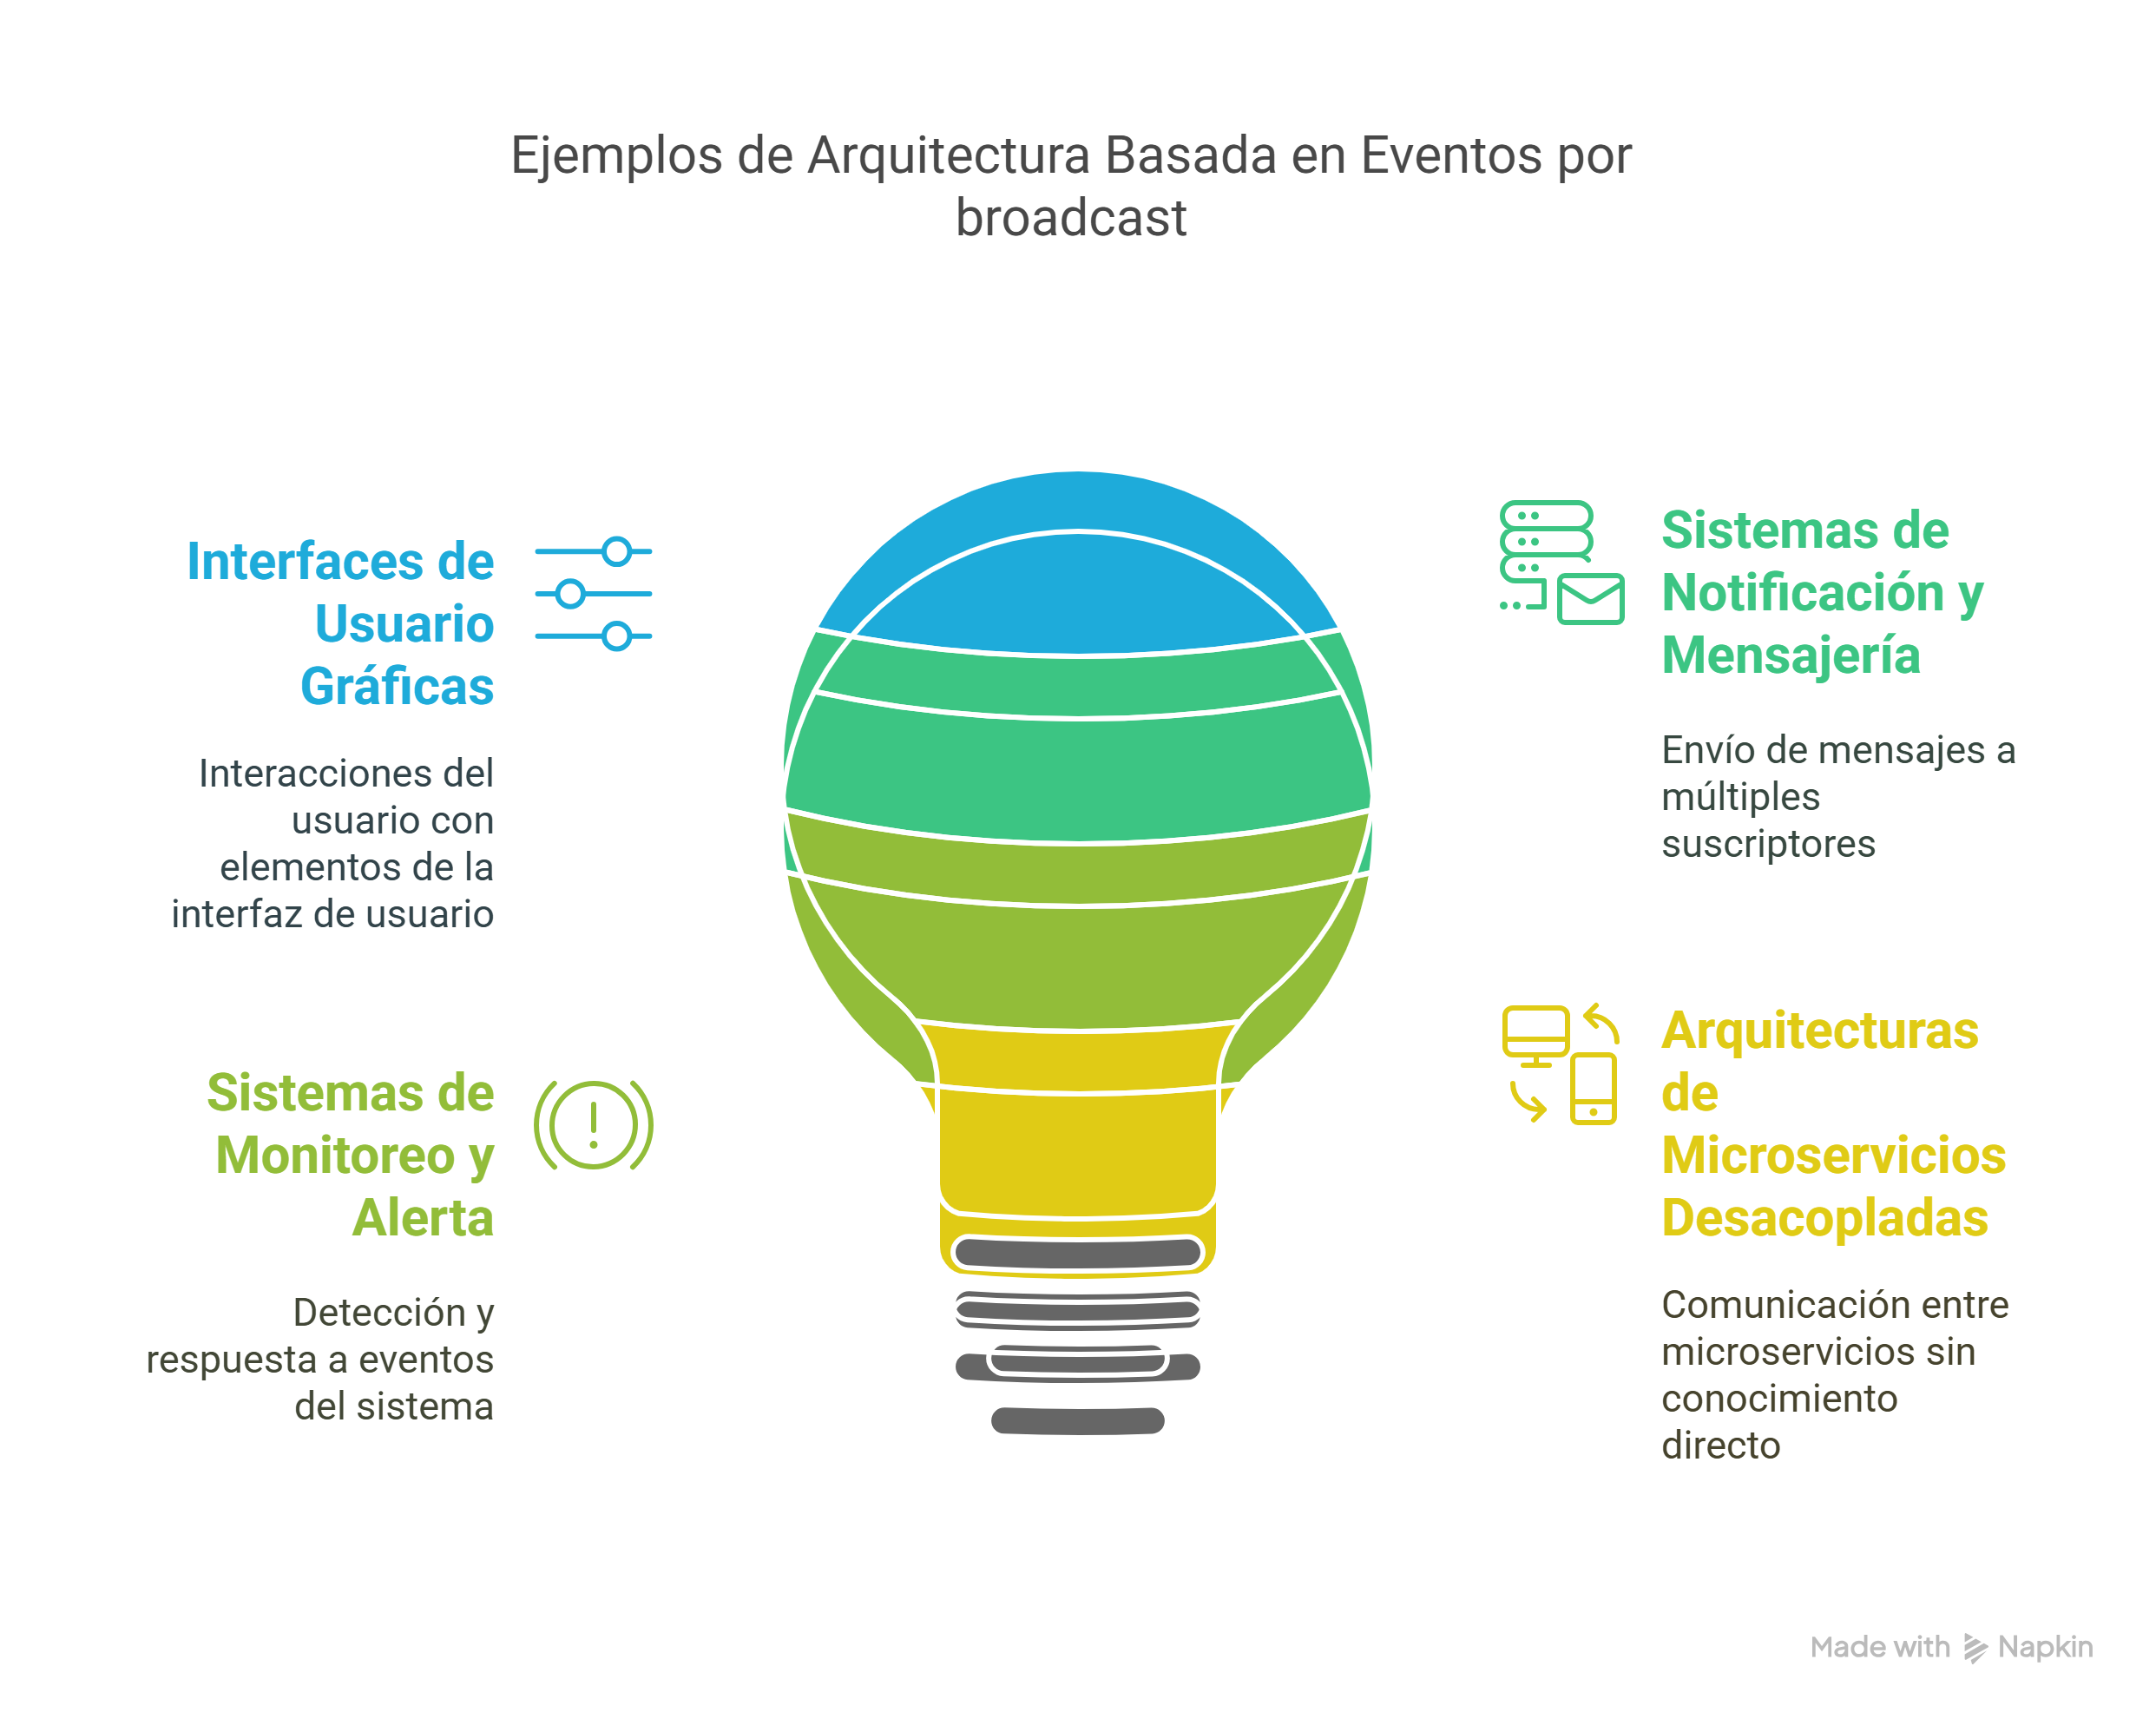 Ejemplos de Arquitectura Basada en Eventos por
broadcast
Interfaces de
Usuario
Gráficas
Interacciones del
usuario con
elementos de la
interfaz de usuario
Sistemas de
Notificación y
Mensajería
Envío de mensajes a
múltiples
suscriptores
Sistemas de
Monitoreo y
Alerta
Detección y
respuesta a eventos
del sistema
Arquitecturas
de
Microservicios
Desacopladas
Comunicación entre
microservicios sin
conocimiento
directo
Made with Napkin